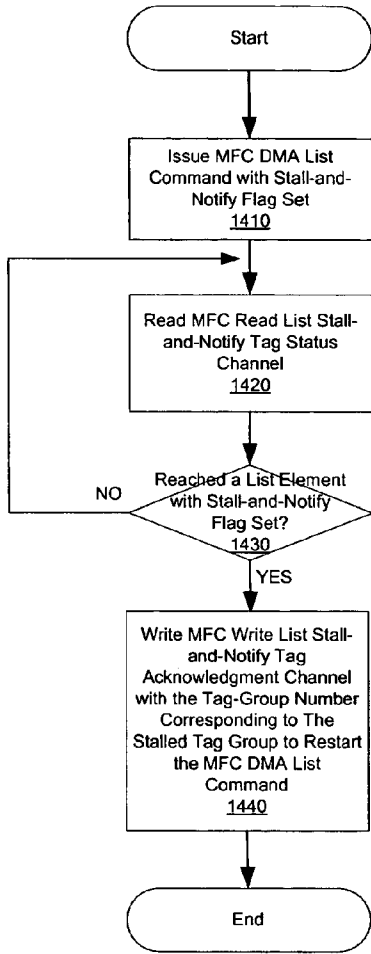 Start
Issue MFC DMA List
Command with Stall-and-
Notify Flag Set
1410
Read MFC Read List Stall-
and-Notify Tag Status
Channel
1420
Reached a List Element
with Stall-and-Notify
Flag Set?
1430
NO
YES
Write MFC Write List Stall-
and-Notify Tag
Acknowledgment Channel
with the Tag-Group Number
Corresponding to The
Stalled Tag Group to Restart
the MFC DMA List
Command
1440
End